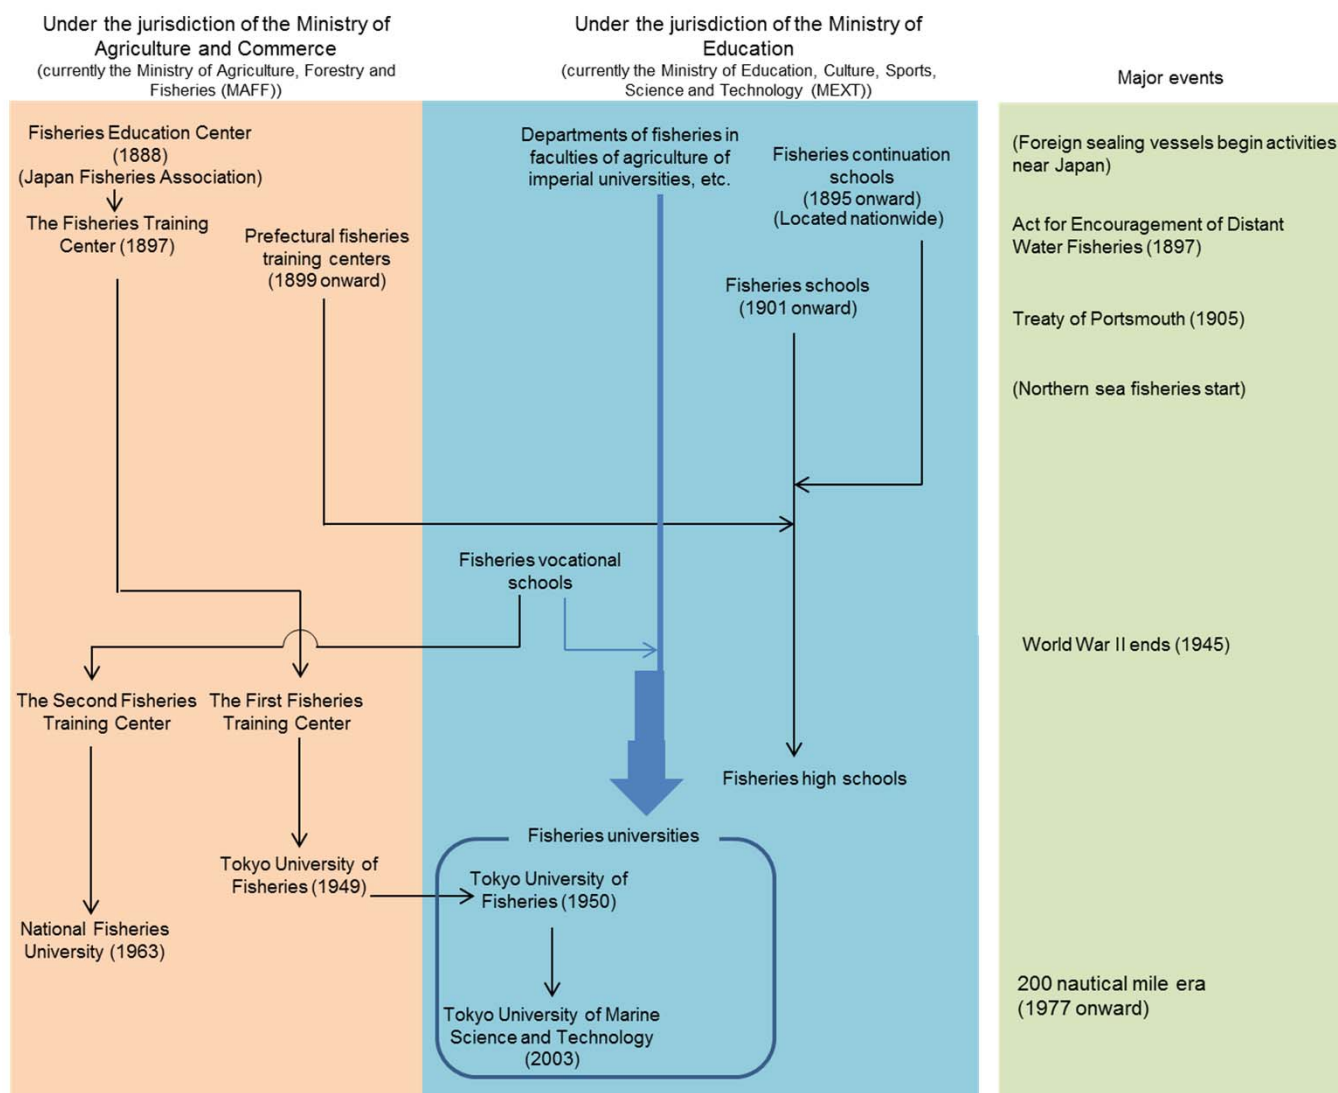 Under the jurisdiction of the Ministry of
Agriculture and Commerce
(currently the Ministry of Agriculture, Forestry and
Fisheries (MAFF))
Under the jurisdiction of the Ministry of
Education
(currently the Ministry of Education, Culture, Sports,
Science and Technology (MEXT))
Major events
Fisheries Education Center
(1888)
(Japan Fisheries Association)
The Fisheries Training
Center (1897)
Prefectural fisheries
training centers
(1899 onward)
Departments of fisheries in
faculties of agriculture of
imperial universities, etc.
Fisheries continuation
schools
(1895 onward)
(Located nationwide)
Fisheries schools
(1901 onward)
(Foreign sealing vessels begin activities
near Japan)
Act for Encouragement of Distant
Water Fisheries (1897)
Treaty of Portsmouth (1905)
(Northern sea fisheries start)
Fisheries vocational
schools
World War II ends (1945)
The Second Fisheries
Training Center
The First Fisheries
Training Center
Fisheries high schools
Fisheries universities
Tokyo University of
Fisheries (1949)
Tokyo University of
Fisheries (1950)
National Fisheries
University (1963)
Tokyo University of Marine
Science and Technology
(2003)
200 nautical mile era
(1977 onward)